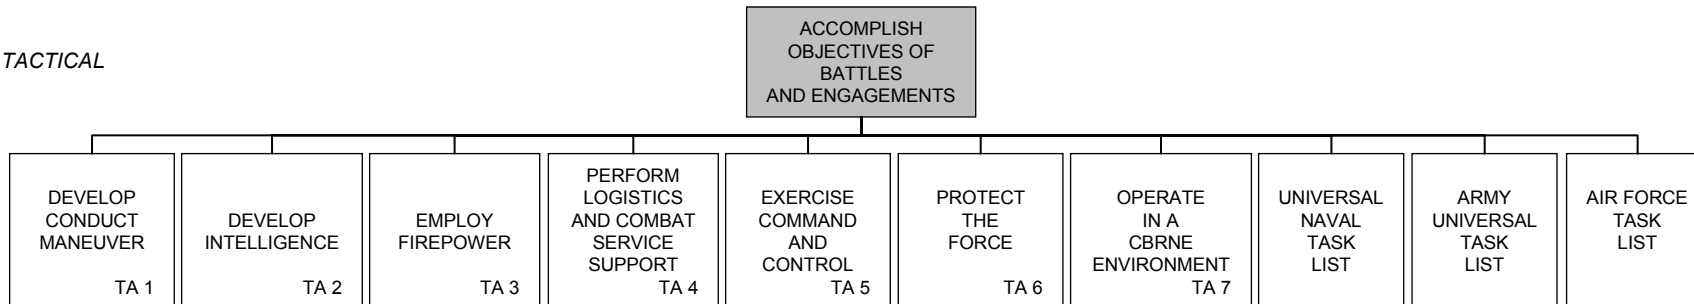 TACTICAL
ACCOMPLISH
OBJECTIVES OF
BATTLES
AND ENGAGEMENTS
DEVELOP
CONDUCT
MANEUVER
TA 1
DEVELOP
INTELLIGENCE
TA 2
EMPLOY
FIREPOWER
TA 3
PERFORM
LOGISTICS
AND COMBAT
SERVICE
SUPPORT
TA 4
EXERCISE
COMMAND
AND
CONTROL
TA 5
PROTECT
THE
FORCE
TA 6
OPERATE
IN A
CBRNE
ENVIRONMENT
TA 7
UNIVERSAL
NAVAL
TASK
LIST
ARMY
UNIVERSAL
TASK
LIST
AIR FORCE
TASK
LIST